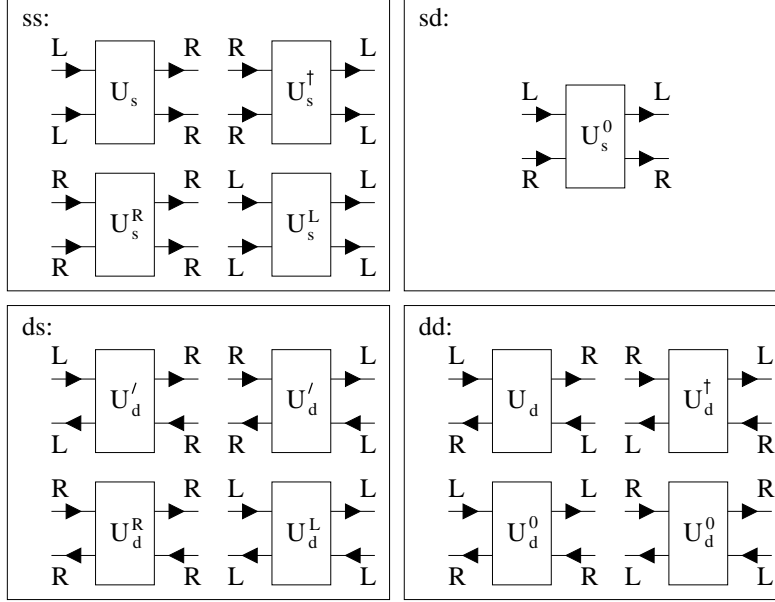 ss:
L R R L
U_s U_s^†
L R R L
R R L L
U_s^R U_s^L
R R L L
sd:
L L
U_s^0
R R
ds:
L R R L
U_d^/ U_d^/
L R R L
R R L L
U_d^R U_d^L
R R L L
dd:
L R R L
U_d U_d^†
R L L R
L L R R
U_d^0 U_d^0
R R L L